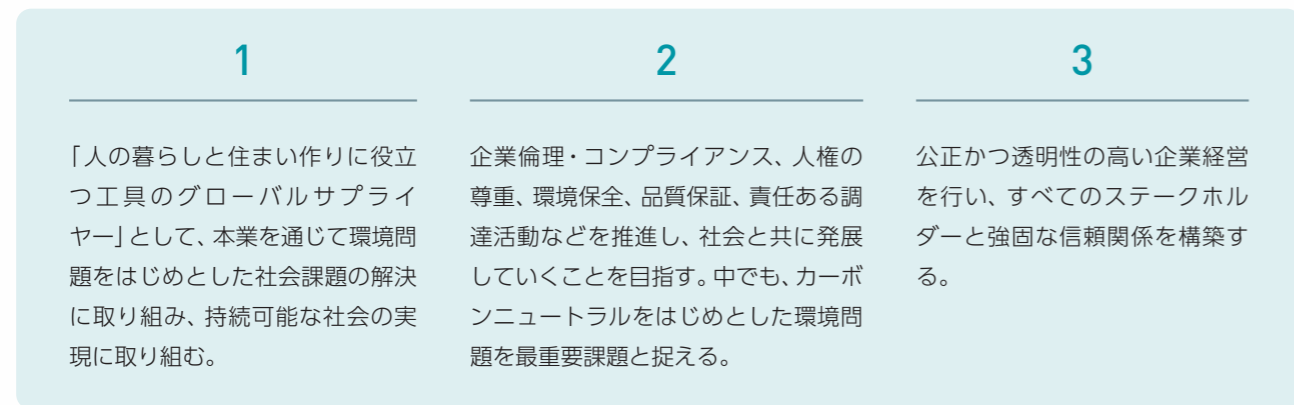 1
「人の暮らしと住まい作りに役立
つ工具のグローバルサプライ
ヤー」として、本業を通じて環境問
題をはじめとした社会課題の解決
に取り組み、持続可能な社会の実
現に取り組む。
2
企業倫理・コンプライアンス、人権の
尊重、環境保全、品質保証、責任ある調
達活動などを推進し、社会と共に発展
していくことを目指す。中でも、カーボ
ンニュートラルをはじめとした環境問
題を最重要課題と捉える。
3
公正かつ透明性の高い企業経営
を行い、すべてのステークホル
ダーと強固な信頼関係を構築す
る。